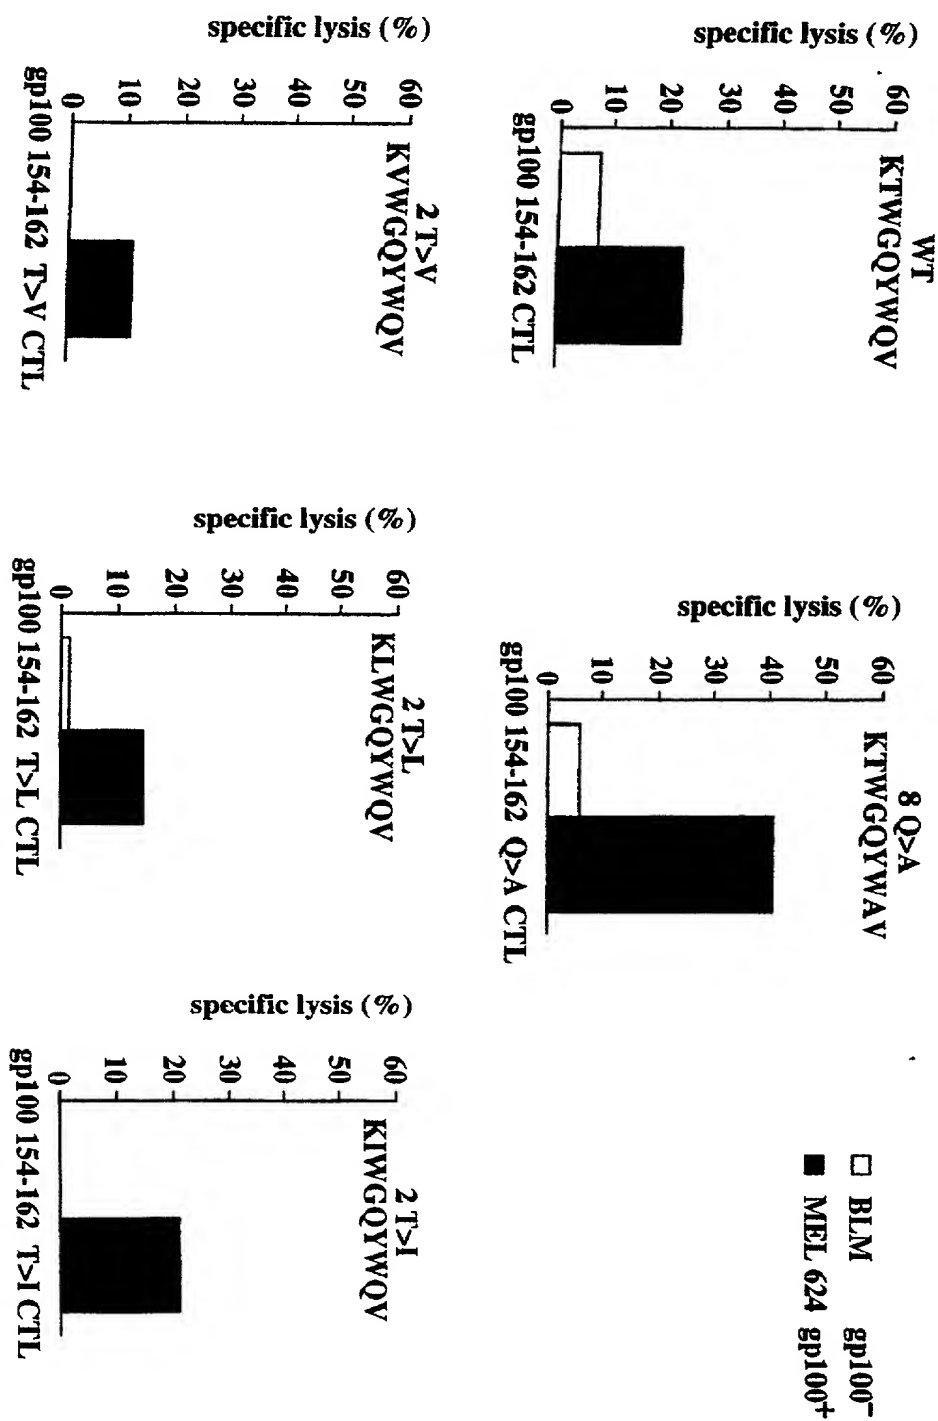 WT
KTWGQYWQV
specific lysis (%)
60
50
40
30
20
10
0
gp100 154-162 CTL
8 Q>A
KTWGQYWAV
specific lysis (%)
60
50
40
30
20
10
0
gp100 154-162 Q>A CTL
BLM gp100-
MEL 624 gp100+
2 T>V
KVWGQYWQV
specific lysis (%)
60
50
40
30
20
10
0
gp100 154-162 T>V CTL
2 T>L
KLWGQYWQV
specific lysis (%)
60
50
40
30
20
10
0
gp100 154-162 T>L CTL
2 T>I
KIWGQYWQV
specific lysis (%)
60
50
40
30
20
10
0
gp100 154-162 T>I CTL